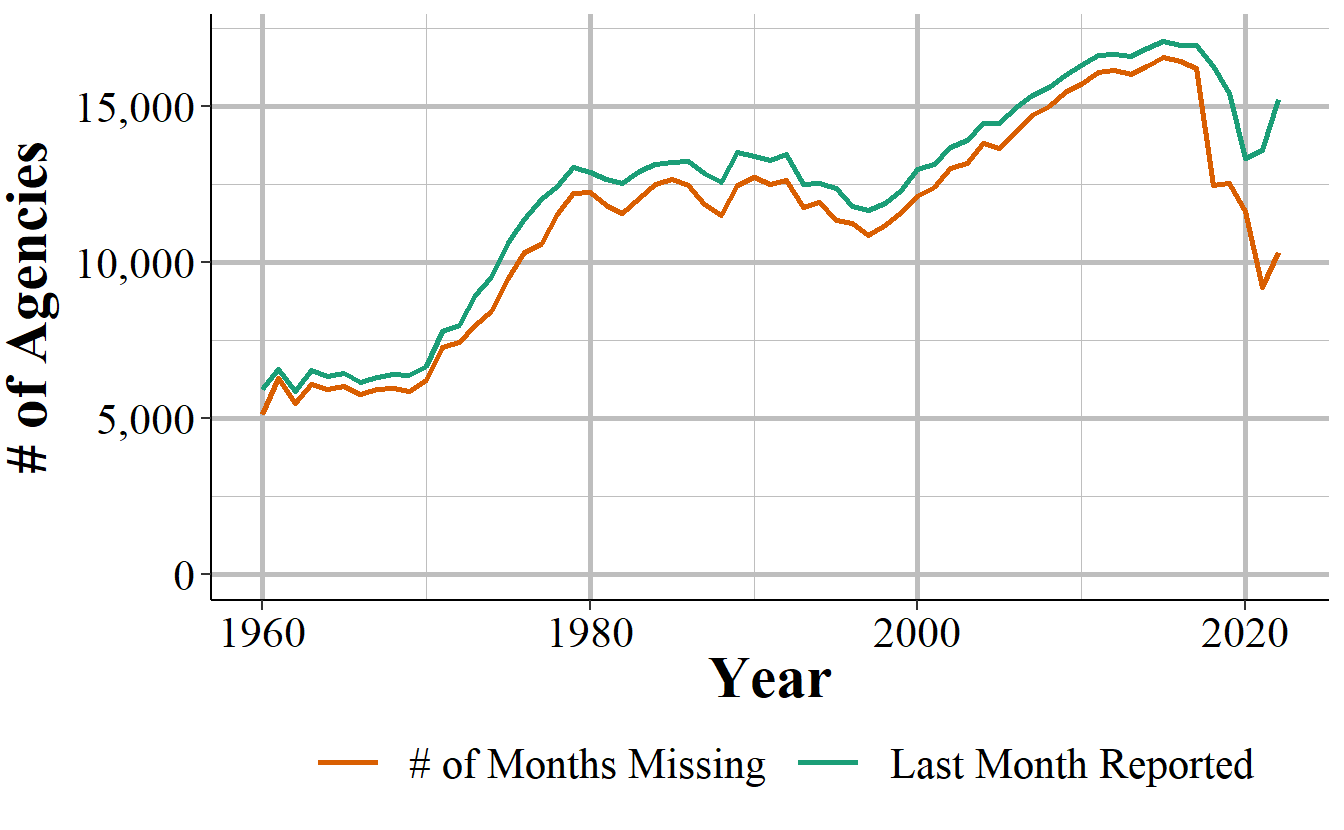 # of Agencies
15,000
10,000
5,000
0
1960 1980 2000 2020
Year
# of Months Missing Last Month Reported